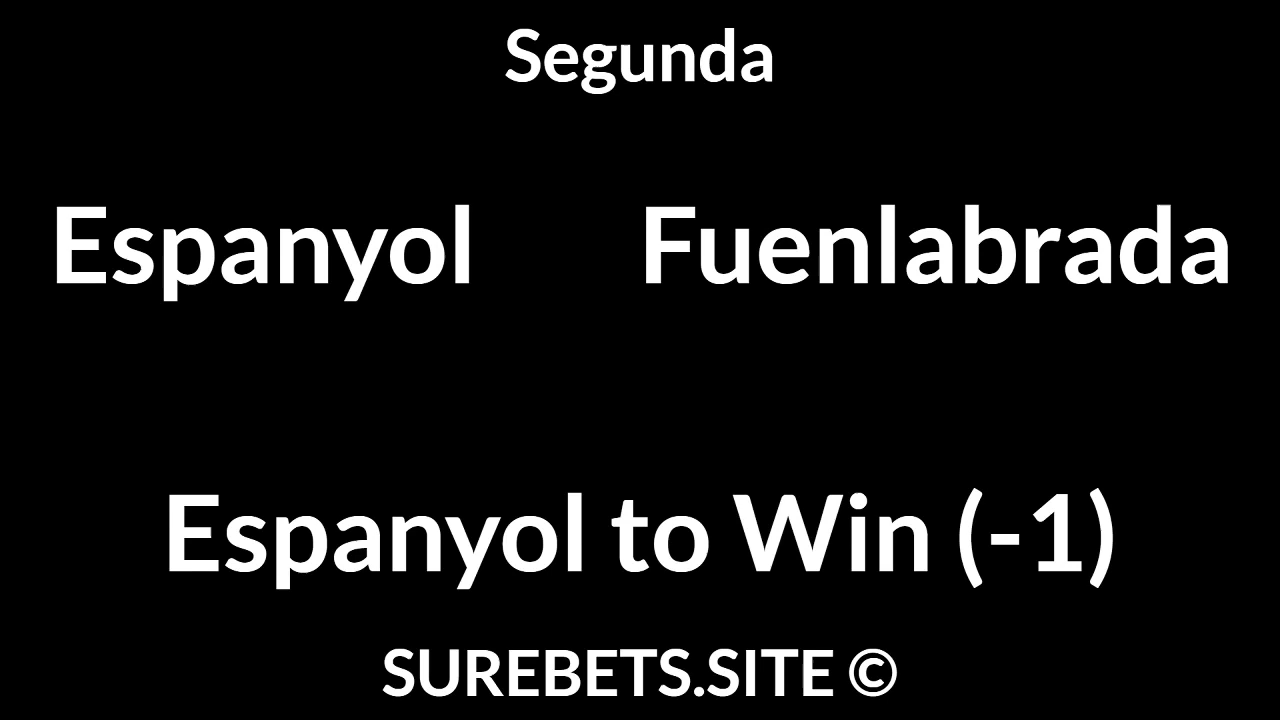 Segunda
Espanyol Fuenlabrada
Espanyol to Win (-1)
SUREBETS.SITE ©